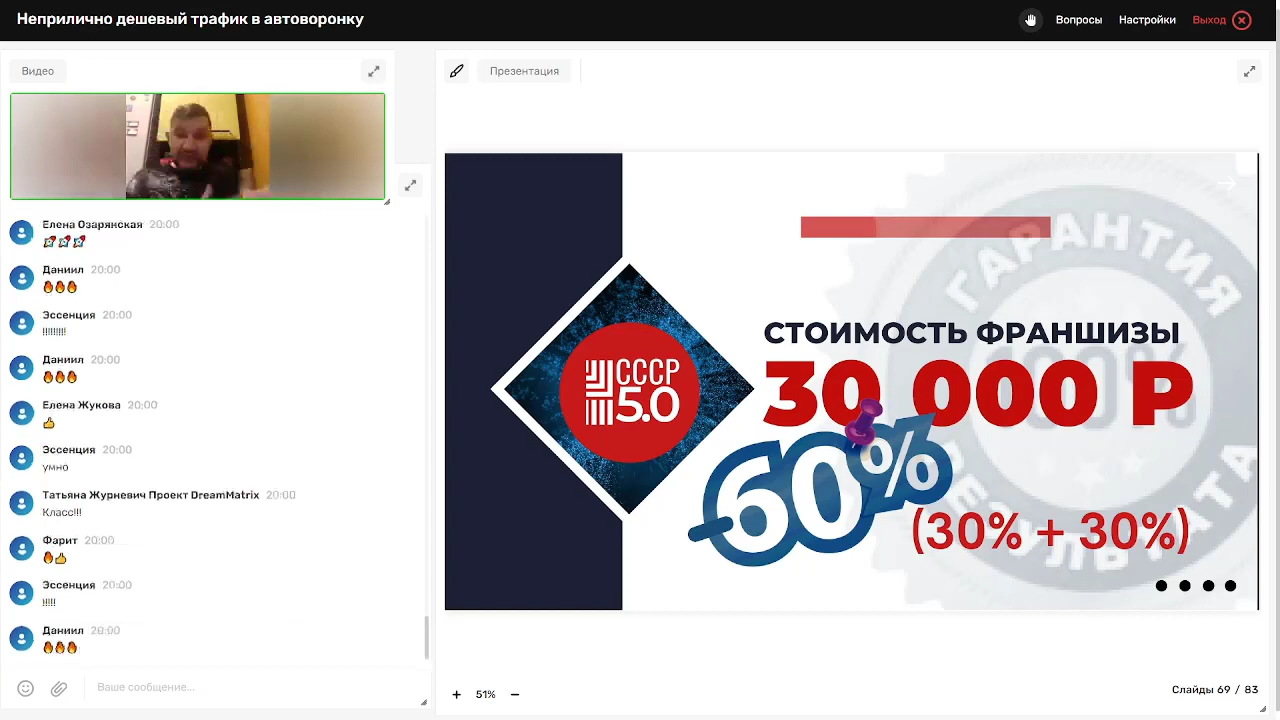 Неприлично дешевый трафик в автоворонку
Вопросы
Настройки
Выход
Видео
Елена Озарянская 20:00
Даниил 20:00
Эссенция 20:00
!!!!!!!!!
Даниил 20:00
Елена Жукова 20:00
Эссенция 20:00
умно
Татьяна Журневич Проект DreamMatrix 20:00
Класс!!!
Фарит 20:00
Эссенция 20:00
!!!!!
Даниил 20:00
Ваше сообщение...
Презентация
ГАРАНТИЯ
СССР
5.0
СТОИМОСТЬ ФРАНШИЗЫ
30 000 Р
-60%
(30% + 30%)
100%
РЕЗУЛЬТАТА
51%
Слайды 69 / 83